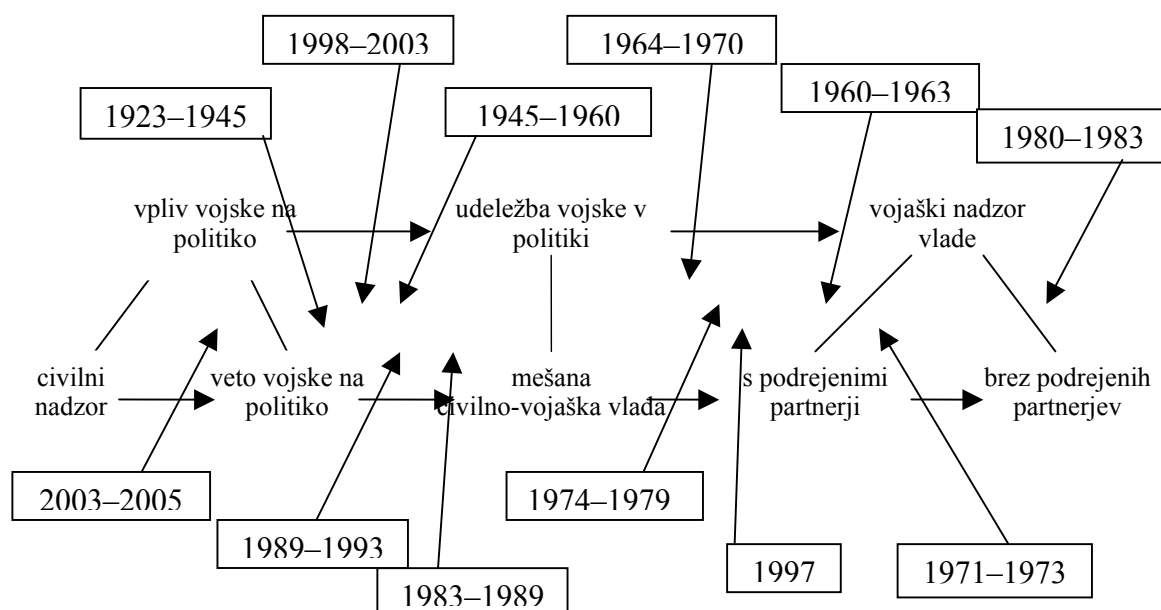 1998–2003
1964–1970
1960–1963
1923–1945
1945–1960
1980–1983
vpliv vojske na
politiko
udeležba vojske v
politiki
vojaški nadzor
vlade
civilni
nadzor
veto vojske na
politiko
mešana
civilno-vojaška vlada
s podrejenimi
partnerji
brez podrejenih
partnerjev
2003–2005
1989–1993
1983–1989
1974–1979
1997
1971–1973